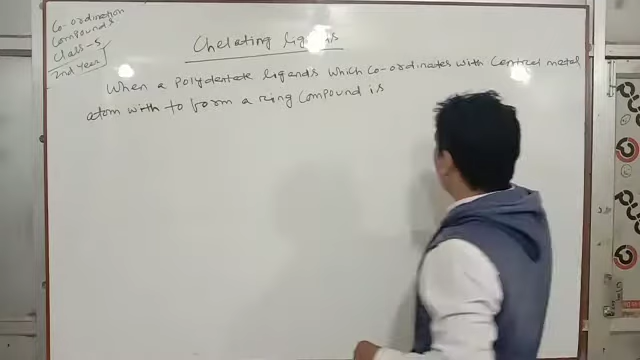 Co-ordination
Compounds
Class-5
2nd Year
Chelating
When a polydentate ligands which co-ordinates with Central metal
atom with to form a ring compound is